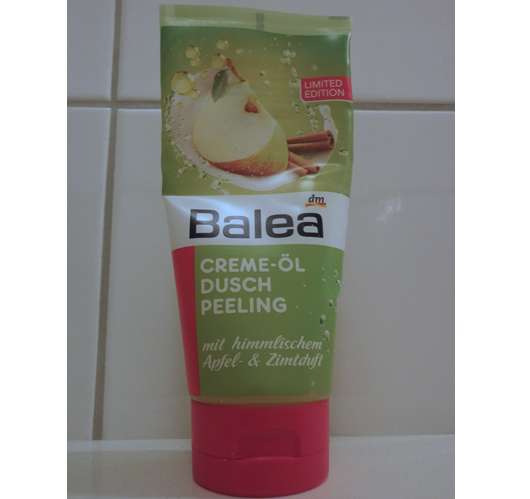 LIMITED
EDITION
dm
Balea
CREME-ÖL
DUSCH
PEELING
mit himmlischem
Apfel- & Zimtduft